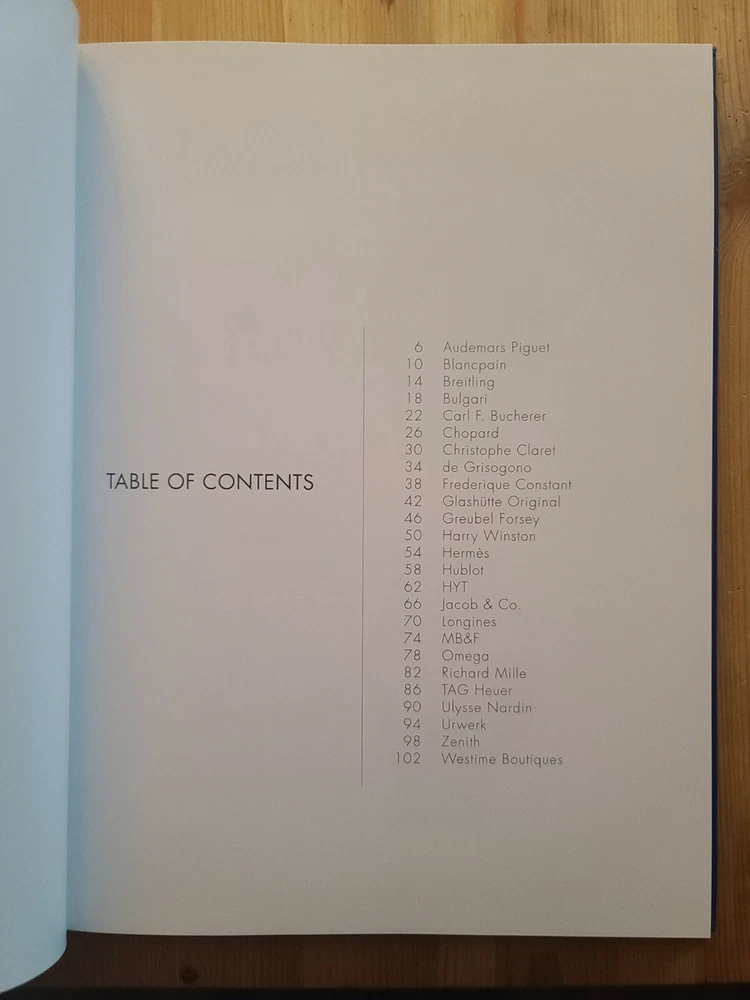 TABLE OF CONTENTS
6 Audemars Piguet
10 Blancpain
14 Breitling
18 Bulgari
22 Carl F. Bucherer
26 Chopard
30 Christophe Claret
34 de Grisogono
38 Frederique Constant
42 Glashütte Original
46 Greubel Forsey
50 Harry Winston
54 Hermès
58 Hublot
62 HYT
66 Jacob & Co.
70 Longines
74 MB&F
78 Omega
82 Richard Mille
86 TAG Heuer
90 Ulysse Nardin
94 Urwerk
98 Zenith
102 Westime Boutiques